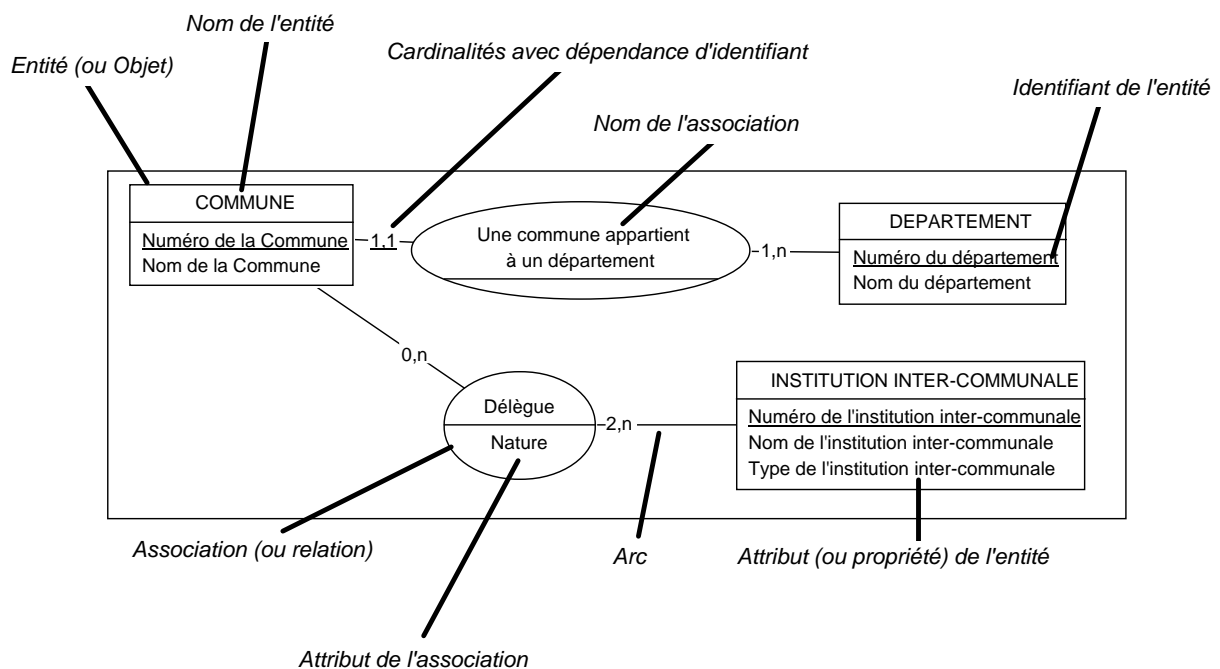 Nom de l'entité
Cardinalités avec dépendance d'identifiant
Entité (ou Objet)
Identifiant de l'entité
Nom de l'association
COMMUNE
Numéro de la Commune
Nom de la Commune
1,1
Une commune appartient
à un département
1,n
DEPARTEMENT
Numéro du département
Nom du département
0,n
Délègue
Nature
2,n
INSTITUTION INTER-COMMUNALE
Numéro de l'institution inter-communale
Nom de l'institution inter-communale
Type de l'institution inter-communale
Association (ou relation)
Arc
Attribut (ou propriété) de l'entité
Attribut de l'association